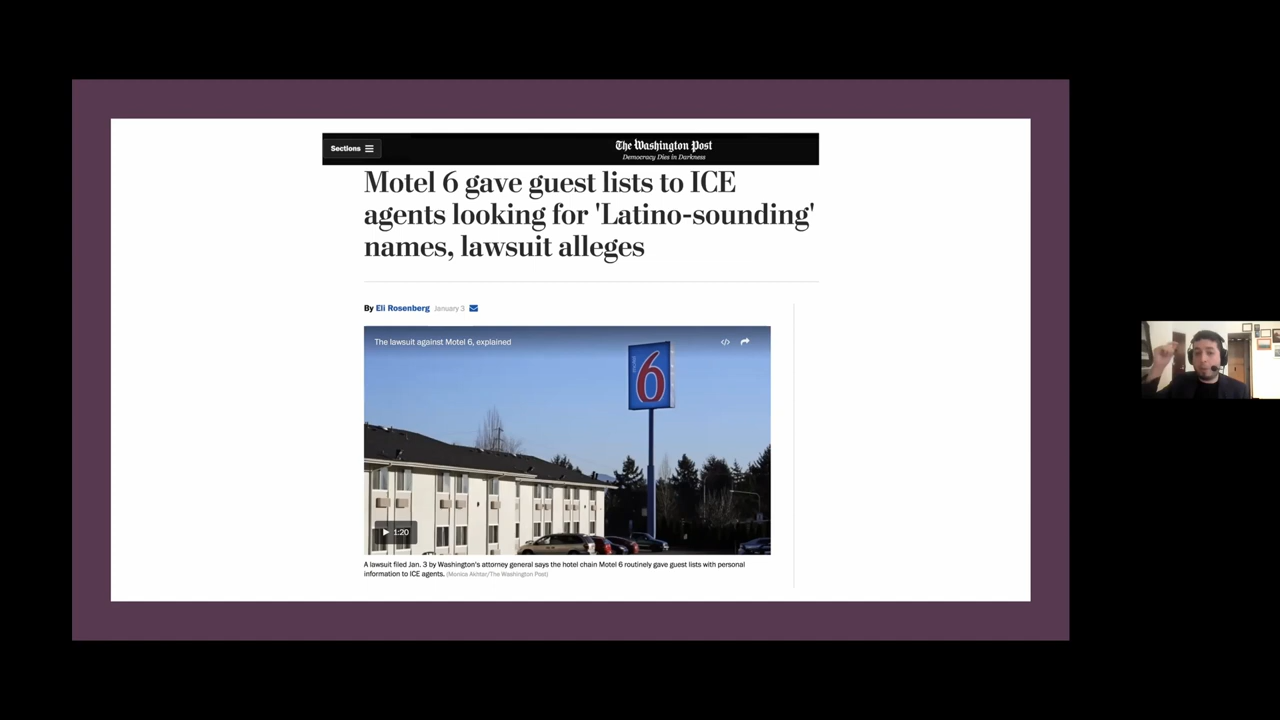 Sections
The Washington Post
Democracy Dies in Darkness
Motel 6 gave guest lists to ICE
agents looking for 'Latino-sounding'
names, lawsuit alleges
By Eli Rosenberg January 3
The lawsuit against Motel 6, explained
6
1:20
A lawsuit filed Jan. 3 by Washington's attorney general says the hotel chain Motel 6 routinely gave guest lists with personal
information to ICE agents. (Monica Akhtar/The Washington Post)